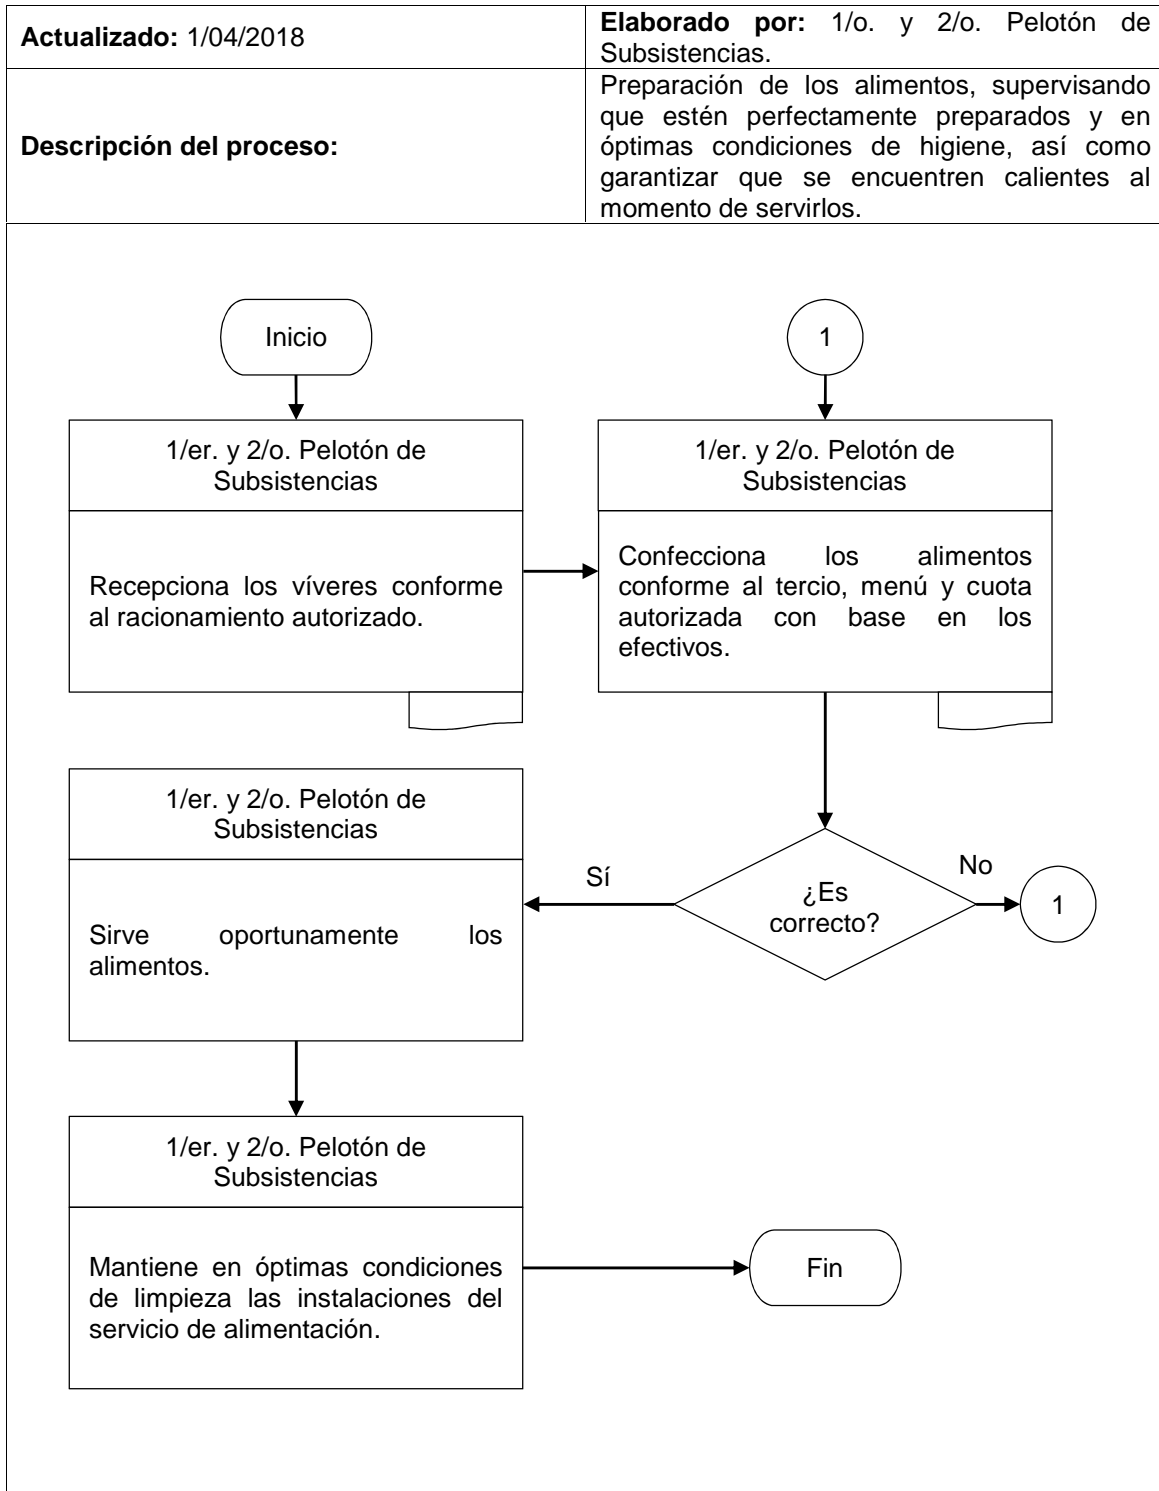 Actualizado: 1/04/2018
Elaborado por: 1/o. y 2/o. Pelotón de
Subsistencias.
Descripción del proceso:
Preparación de los alimentos, supervisando
que estén perfectamente preparados y en
óptimas condiciones de higiene, así como
garantizar que se encuentren calientes al
momento de servirlos.
Inicio
1
1/er. y 2/o. Pelotón de
Subsistencias
Recepciona los víveres conforme
al racionamiento autorizado.
1/er. y 2/o. Pelotón de
Subsistencias
Confecciona los alimentos
conforme al tercio, menú y cuota
autorizada con base en los
efectivos.
¿Es
correcto?
Sí
No
1
1/er. y 2/o. Pelotón de
Subsistencias
Sirve oportunamente los
alimentos.
1/er. y 2/o. Pelotón de
Subsistencias
Mantiene en óptimas condiciones
de limpieza las instalaciones del
servicio de alimentación.
Fin